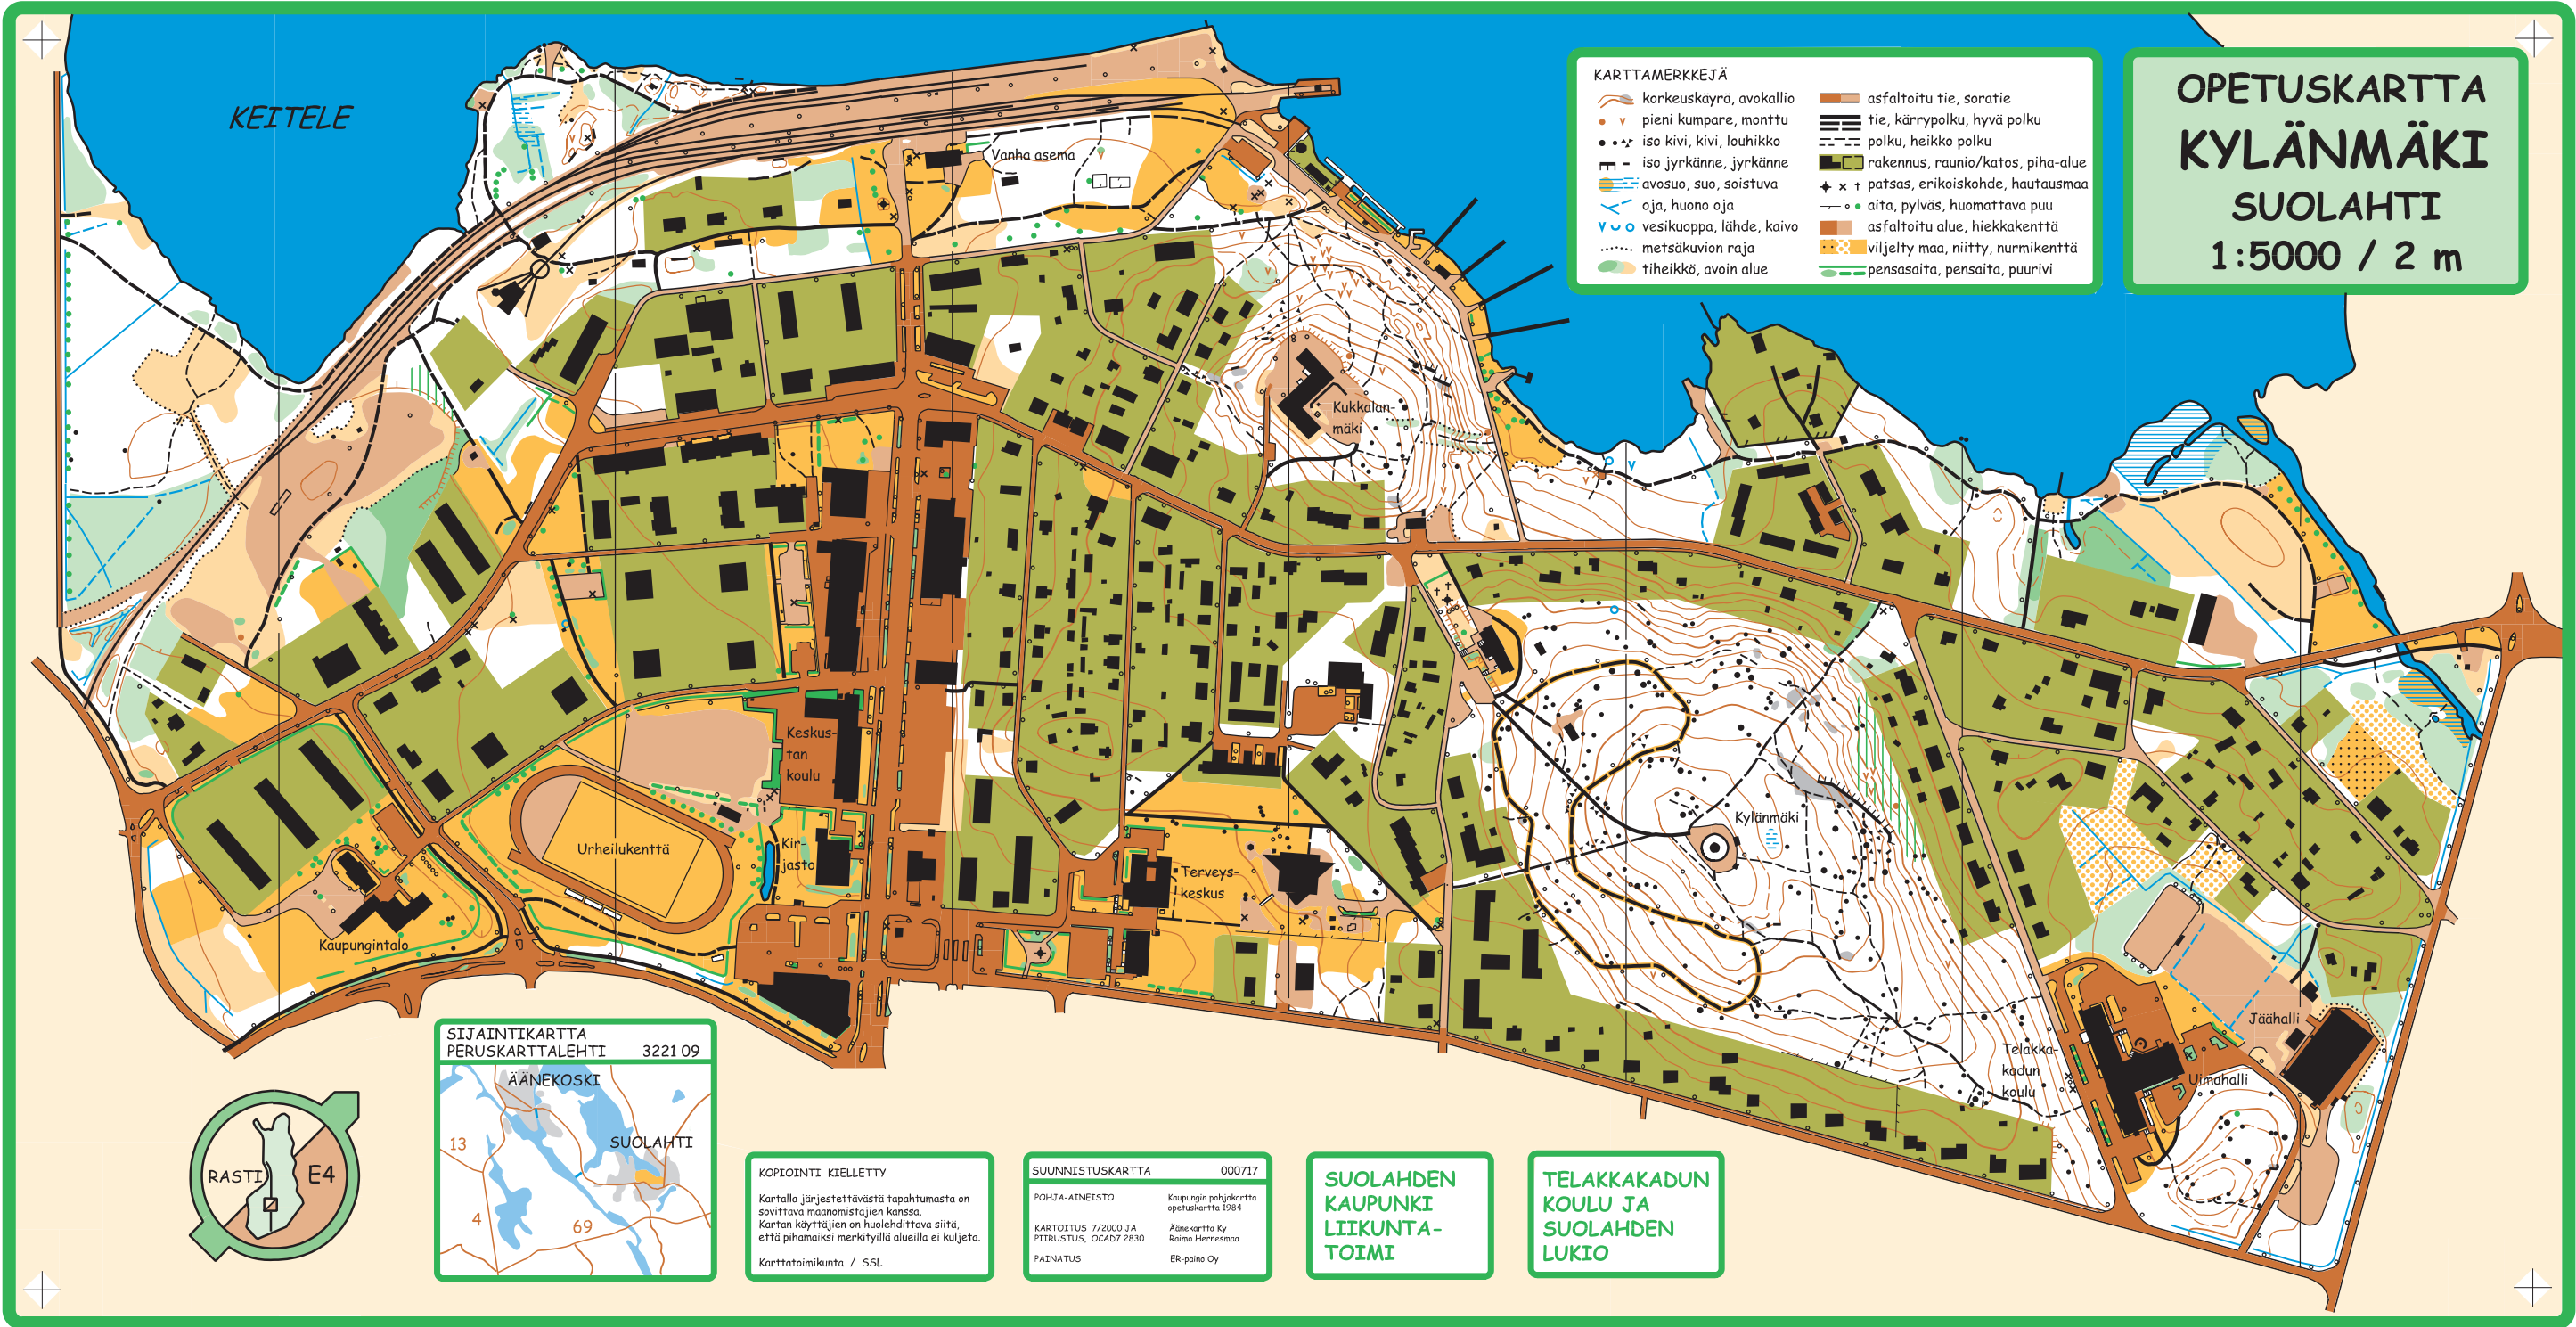 KEITELE
KARTTAMERKKEJÄ
korkeuskäyrä, avokallio
pieni kumpare, monttu
iso kivi, kivi, louhikko
iso jyrkänne, jyrkänne
avosuo, suo, soistuva
oja, huono oja
vesikuoppa, lähde, kaivo
metsäkuvion raja
tiheikkö, avoin alue
asfaltoitu tie, soratie
tie, kärrypolku, hyvä polku
polku, heikko polku
rakennus, raunio/katos, piha-alue
patsas, erikoiskohde, hautausmaa
aita, pylväs, huomattava puu
asfaltoitu alue, hiekkakenttä
viljelty maa, niitty, nurmikenttä
pensasaita, pensaita, puurivi
OPETUSKARTTA
KYLÄNMÄKI
SUOLAHTI
1:5000 / 2 m
Vanha asema
Kukkalan-
mäki
Keskus-
tan
koulu
Kir-
jasto
Urheilukenttä
Kaupungintalo
Terveys-
keskus
Kylänmäki
Telakka-
kadun
koulu
Jäähalli
Uimahalli
RASTI E4
SIJAINTIKARTTA
PERUSKARTTALEHTI 3221 09
ÄÄNEKOSKI
SUOLAHTI
13
4
69
KOPIOINTI KIELLETTY
Kartalla järjestettävästä tapahtumasta on
sovittava maanomistajien kanssa.
Kartan käyttäjien on huolehdittava siitä,
että pihamaiksi merkityillä alueilla ei kuljeta.
Karttatoimikunta / SSL
SUUNNISTUSKARTTA 000717
POHJA-AINEISTO Kaupungin pohjakartta
opetuskartta 1984
KARTOITUS 7/2000 JA Äänekartta Ky
PIIRUSTUS, OCAD7 2830 Raimo Hernesmaa
PAINATUS ER-paino Oy
SUOLAHDEN
KAUPUNKI
LIIKUNTA-
TOIMI
TELAKKAKADUN
KOULU JA
SUOLAHDEN
LUKIO